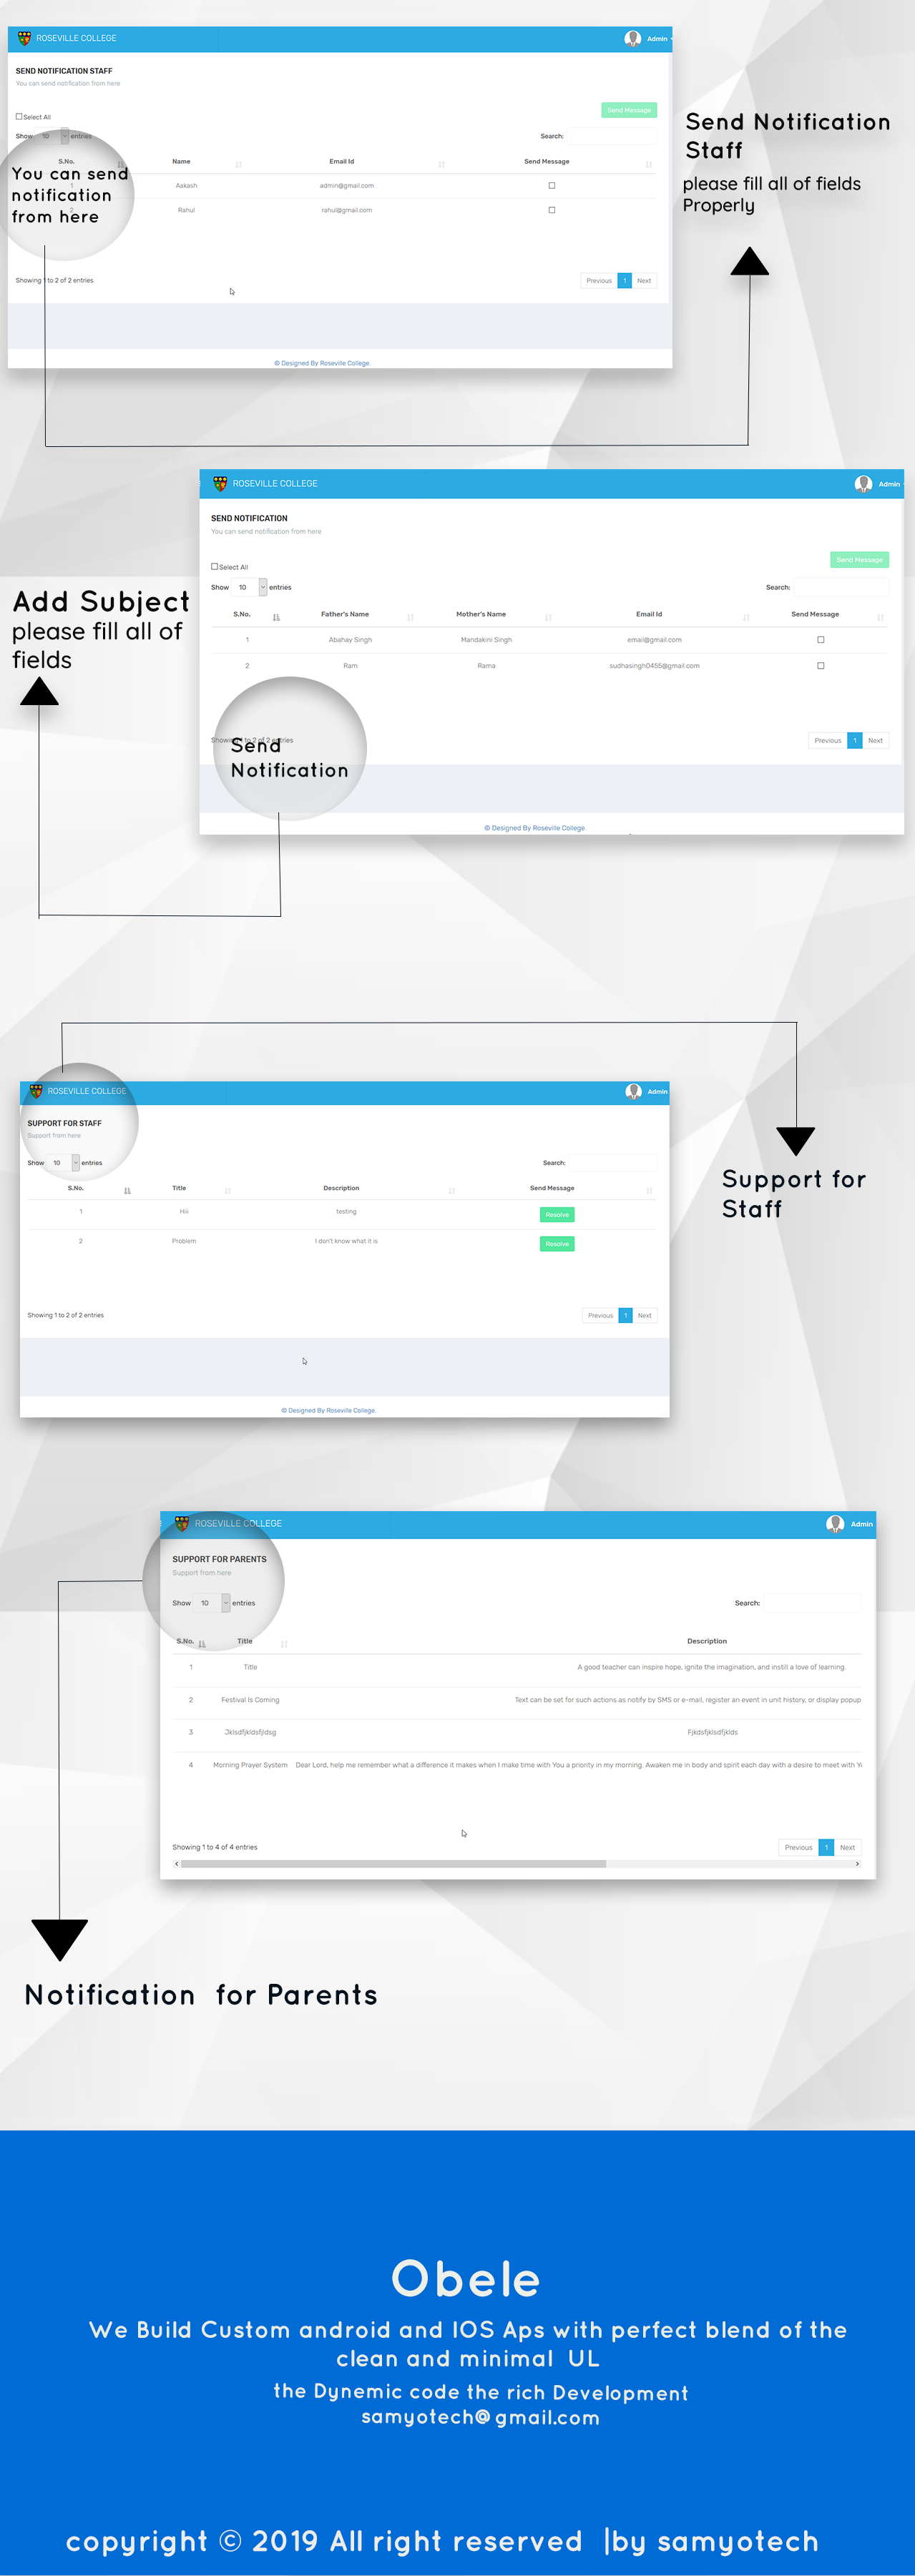 ROSEVILLE COLLEGE
Admin
SEND NOTIFICATION STAFF
You can send notification from here
Send Message
Select All
Show 10 entries
Search:
S.No. Name Email Id Send Message
1 Aakash admin@gmail.com
2 Rahul rahul@gmail.com
You can send
notification
from here
Showing 1 to 2 of 2 entries
Previous 1 Next
© Designed By Roseville College.
Send Notification
Staff
please fill all of fields
Properly
ROSEVILLE COLLEGE
Admin
SEND NOTIFICATION
You can send notification from here
Send Message
Select All
Show 10 entries
Search:
S.No. Father's Name Mother's Name Email Id Send Message
1 Abahay Singh Mandakini Singh email@gmail.com
2 Ram Rama sudhasingh0455@gmail.com
Showing 1 to 2 of 2 entries
Previous 1 Next
Send
Notification
© Designed By Roseville College.
Add Subject
please fill all of
fields
ROSEVILLE COLLEGE
Admin
SUPPORT FOR STAFF
Support from here
Show 10 entries
Search:
S.No. Title Description Send Message
1 Hiii testing Resolve
2 Problem I don't know what it is Resolve
Showing 1 to 2 of 2 entries
Previous 1 Next
© Designed By Roseville College.
Support for
Staff
ROSEVILLE COLLEGE
Admin
SUPPORT FOR PARENTS
Support from here
Show 10 entries
Search:
S.No. Title Description
1 Title A good teacher can inspire hope, ignite the imagination, and instill a love of learning.
2 Festival Is Coming Text can be set for such actions as notify by SMS or e-mail, register an event in unit history, or display popup
3 Jklsdfjkldsfjldsg Fjkdsfjklsdfjklds
4 Morning Prayer System Dear Lord, help me remember what a difference it makes when I make time with You a priority in my morning. Awaken me in body and spirit each day with a desire to meet with
Showing 1 to 4 of 4 entries
Previous 1 Next
Notification for Parents
Obele
We Build Custom android and IOS Aps with perfect blend of the
clean and minimal UL
the Dynemic code the rich Development
samyotech@gmail.com
copyright © 2019 All right reserved |by samyotech